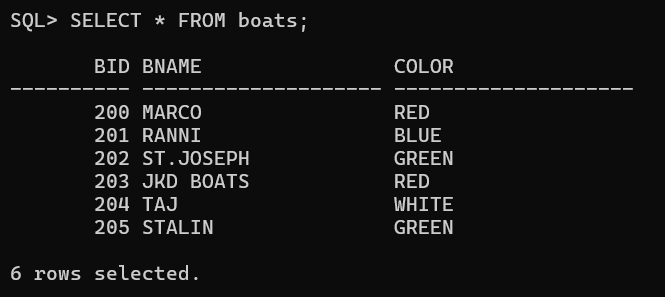 SQL> SELECT * FROM boats;

       BID BNAME                COLOR
---------- -------------------- --------------------
       200 MARCO                RED
       201 RANNI                BLUE
       202 ST.JOSEPH            GREEN
       203 JKD BOATS            RED
       204 TAJ                  WHITE
       205 STALIN               GREEN

6 rows selected.